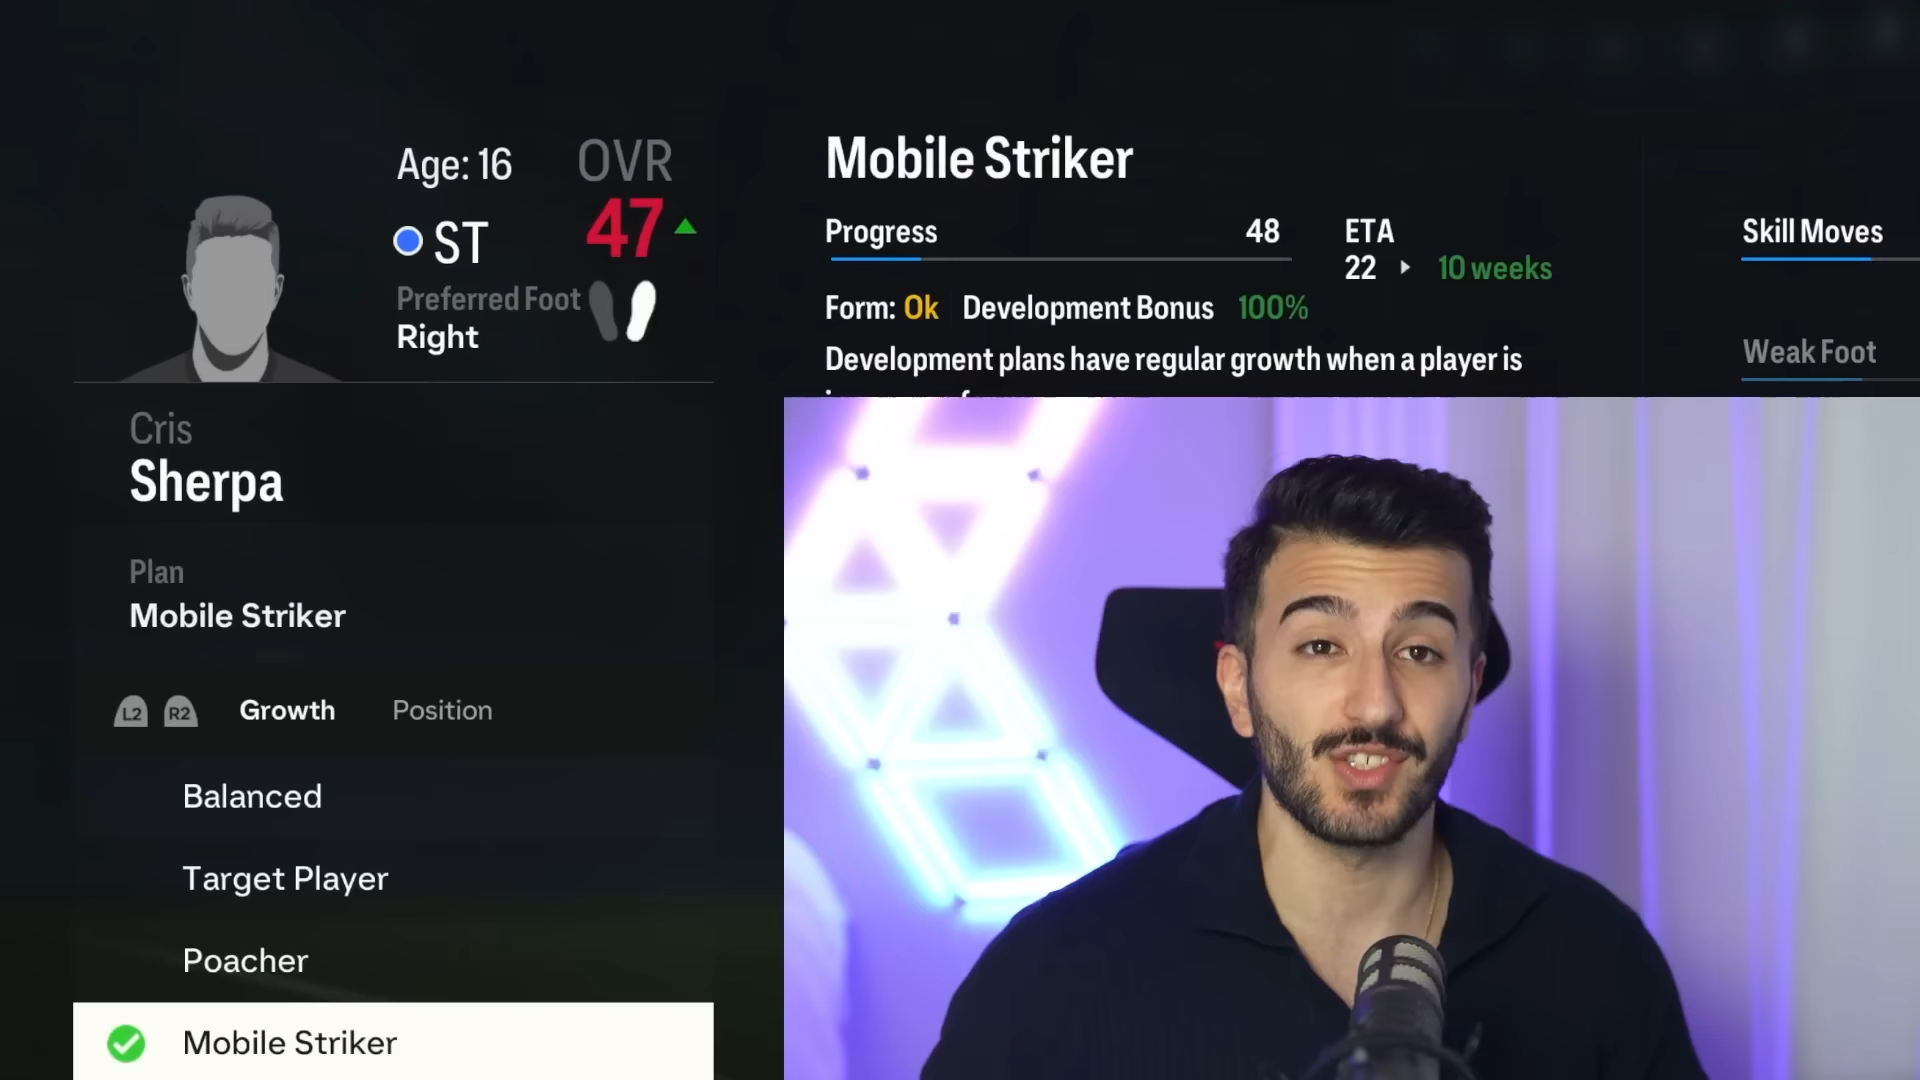 Age: 16
OVR
ST
47
Preferred Foot
Right
Cris
Sherpa
Plan
Mobile Striker
L2 R2 Growth Position
Balanced
Target Player
Poacher
Mobile Striker
Mobile Striker
Progress 48
ETA
22 10 weeks
Form: Ok Development Bonus 100%
Development plans have regular growth when a player is
Skill Moves
Weak Foot